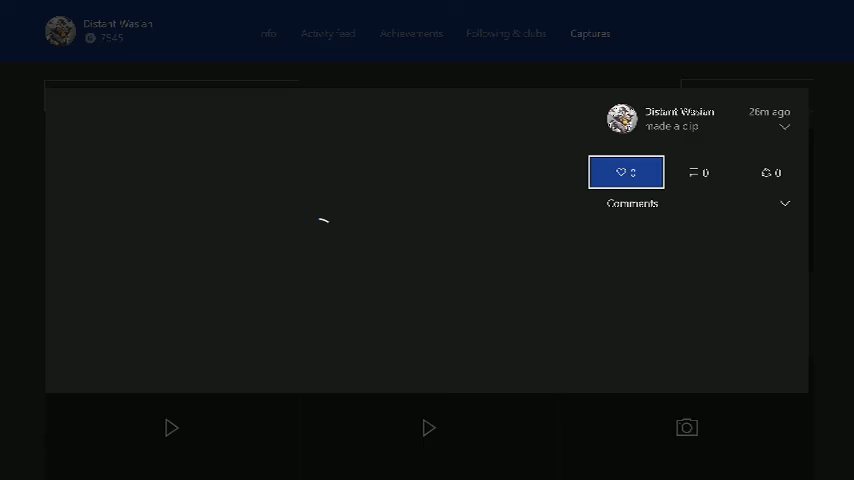 Distant Wasian
7545
Info
Activity feed
Achievements
Following & clubs
Captures
Distant Wasian
26m ago
made a clip
0
0
0
Comments